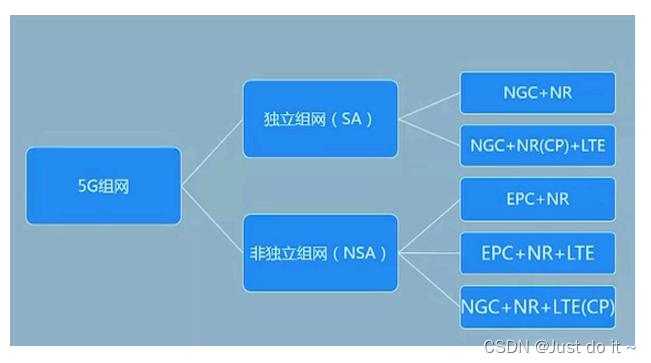 5G组网
独立组网（SA）
NGC+NR
NGC+NR(CP)+LTE
非独立组网（NSA）
EPC+NR
EPC+NR+LTE
NGC+NR+LTE(CP)
CSDN @Just do it ~